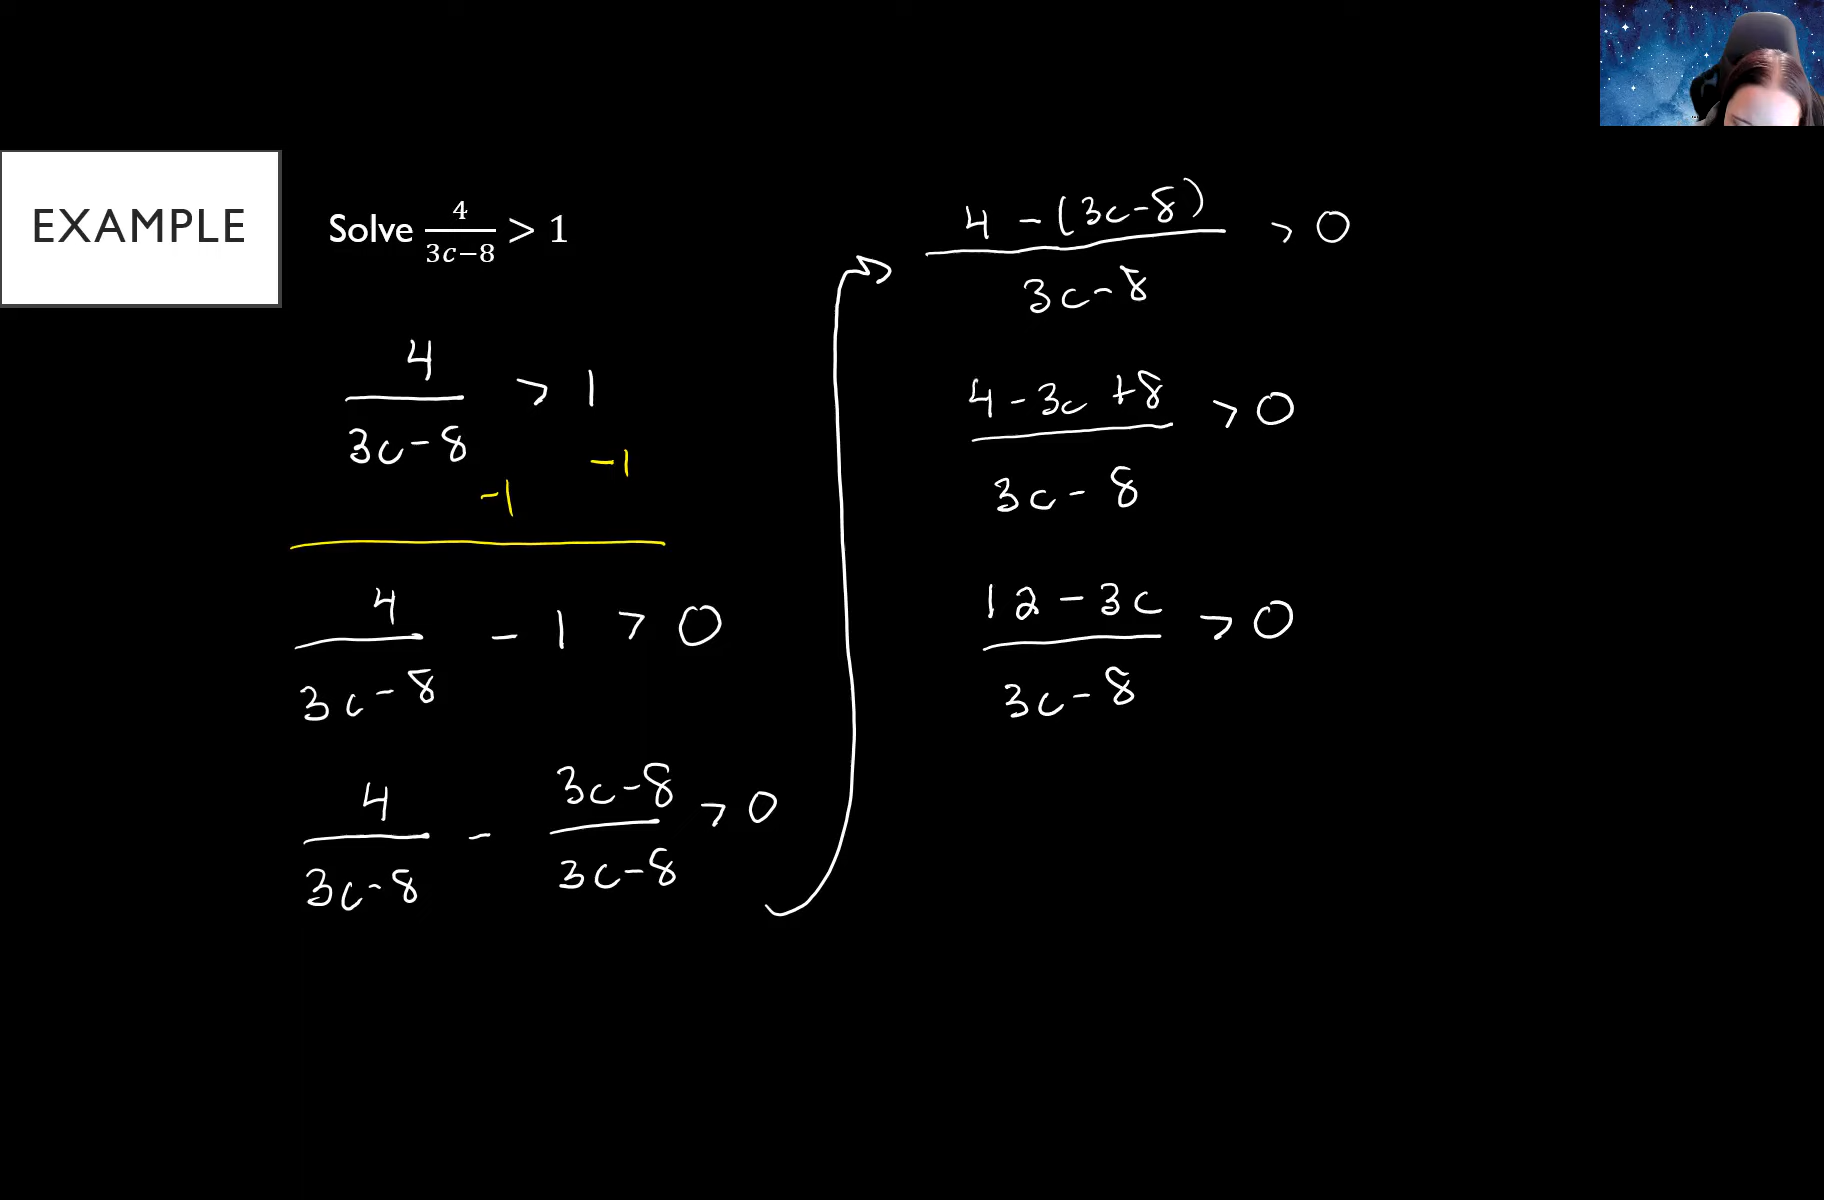 EXAMPLE
Solve 4/(3c−8) > 1
4/(3c-8) > 1
-1 -1
4/(3c-8) - 1 > 0
4/(3c-8) - (3c-8)/(3c-8) > 0
(4-(3c-8))/(3c-8) > 0
(4-3c+8)/(3c-8) > 0
(12-3c)/(3c-8) > 0